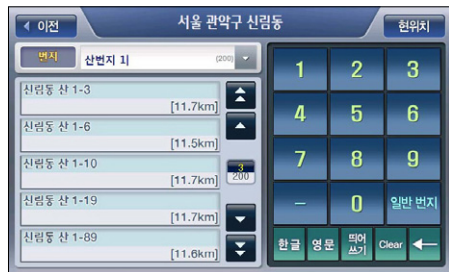 이전
서울 관악구 신림동
현위치
번지
산번지 1
(200)
신림동 산 1-3
[11.7km]
신림동 산 1-6
[11.5km]
신림동 산 1-10
[11.7km]
신림동 산 1-19
[11.7km]
신림동 산 1-89
[11.6km]
3
200
1 2 3
4 5 6
7 8 9
- 0 일반 번지
한글 영문 띄어쓰기 Clear